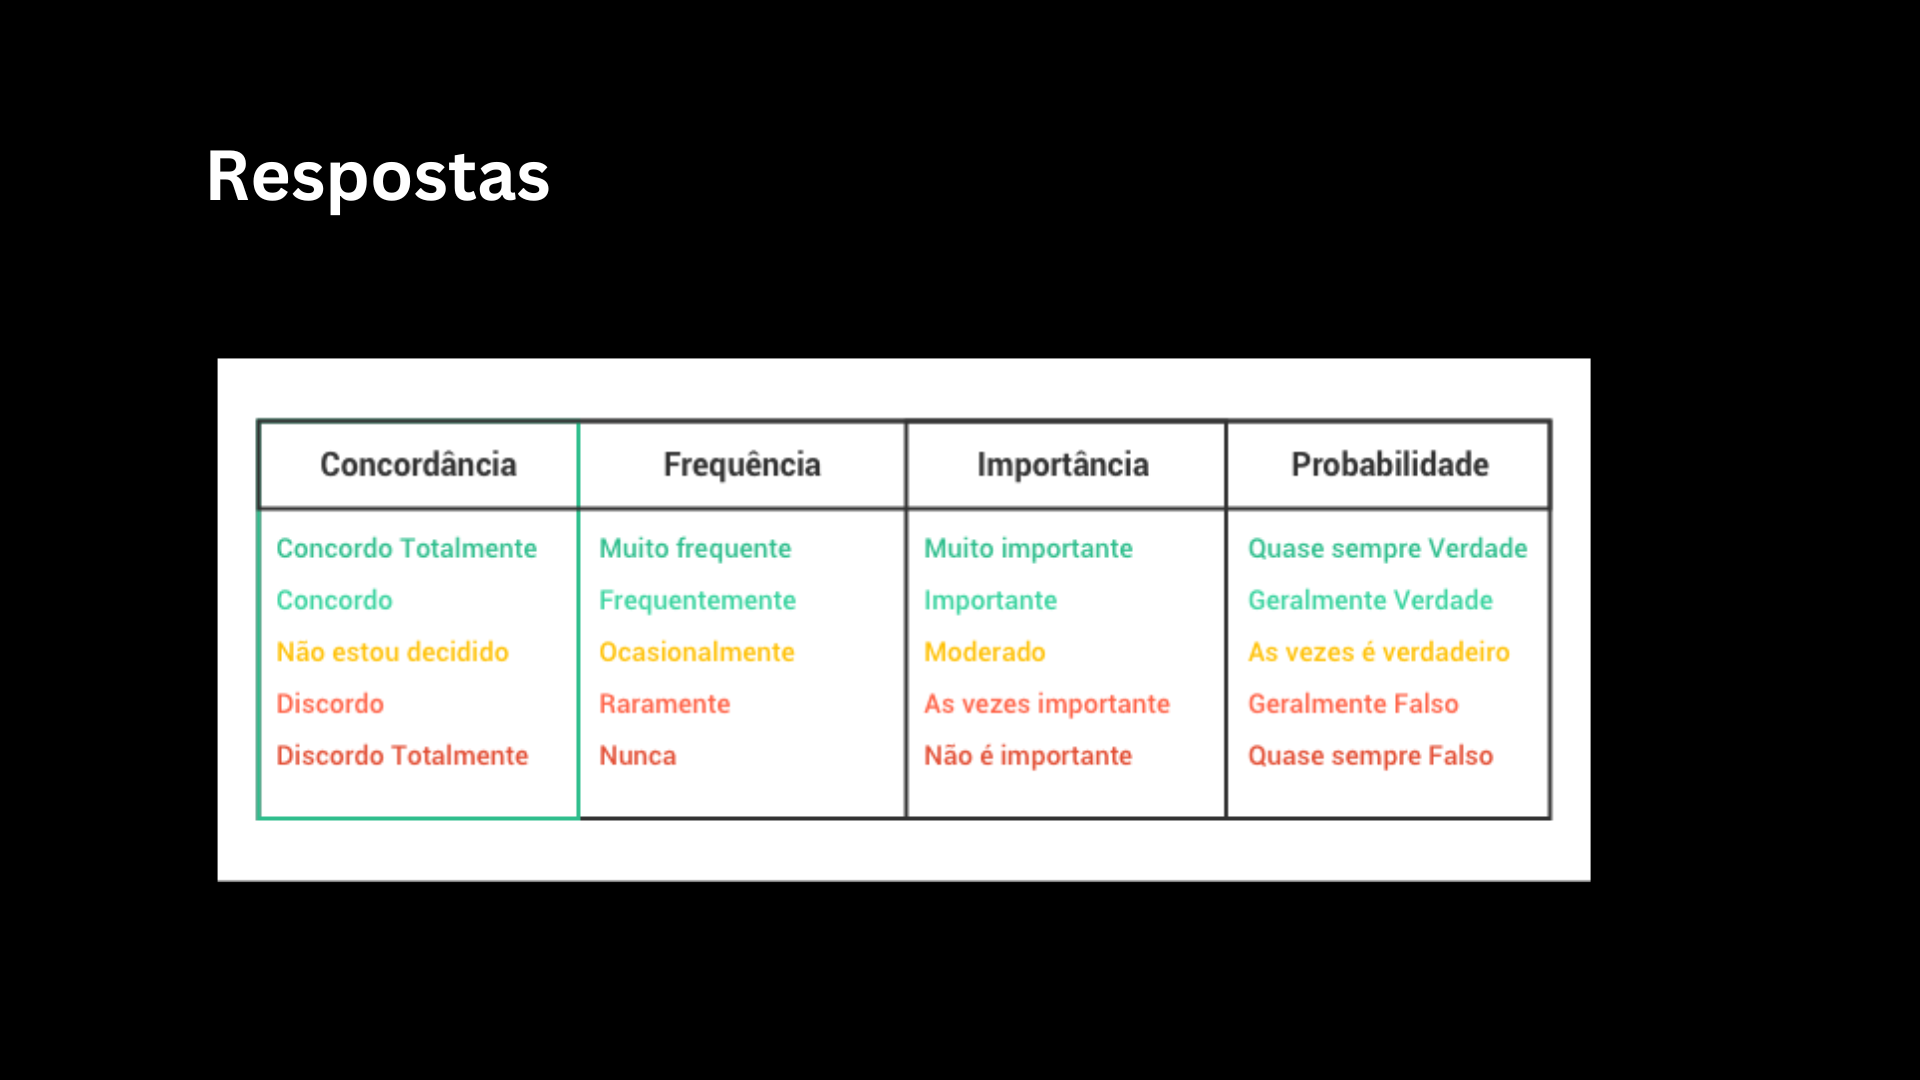 Respostas
Concordância Frequência Importância Probabilidade
Concordo Totalmente Muito frequente Muito importante Quase sempre Verdade
Concordo Frequentemente Importante Geralmente Verdade
Não estou decidido Ocasionalmente Moderado As vezes é verdadeiro
Discordo Raramente As vezes importante Geralmente Falso
Discordo Totalmente Nunca Não é importante Quase sempre Falso